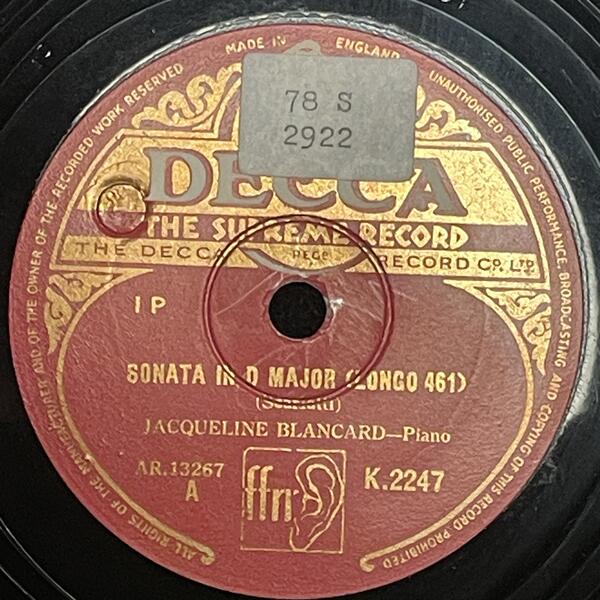 MADE IN ENGLAND
UNAUTHORISED PUBLIC PERFORMANCE, BROADCASTING AND COPYING OF THIS RECORD PROHIBITED
ALL RIGHTS OF THE MANUFACTURER AND OF THE OWNER OF THE RECORDED WORK RESERVED
78 S
2922
DECCA
THE SUPREME RECORD
THE DECCA RECORD CO. LTD.
1P
SONATA IN D MAJOR (LONGO 461)
(Scarlatti)
JACQUELINE BLANCARD—Piano
AR.13267
A
ffrr
K.2247